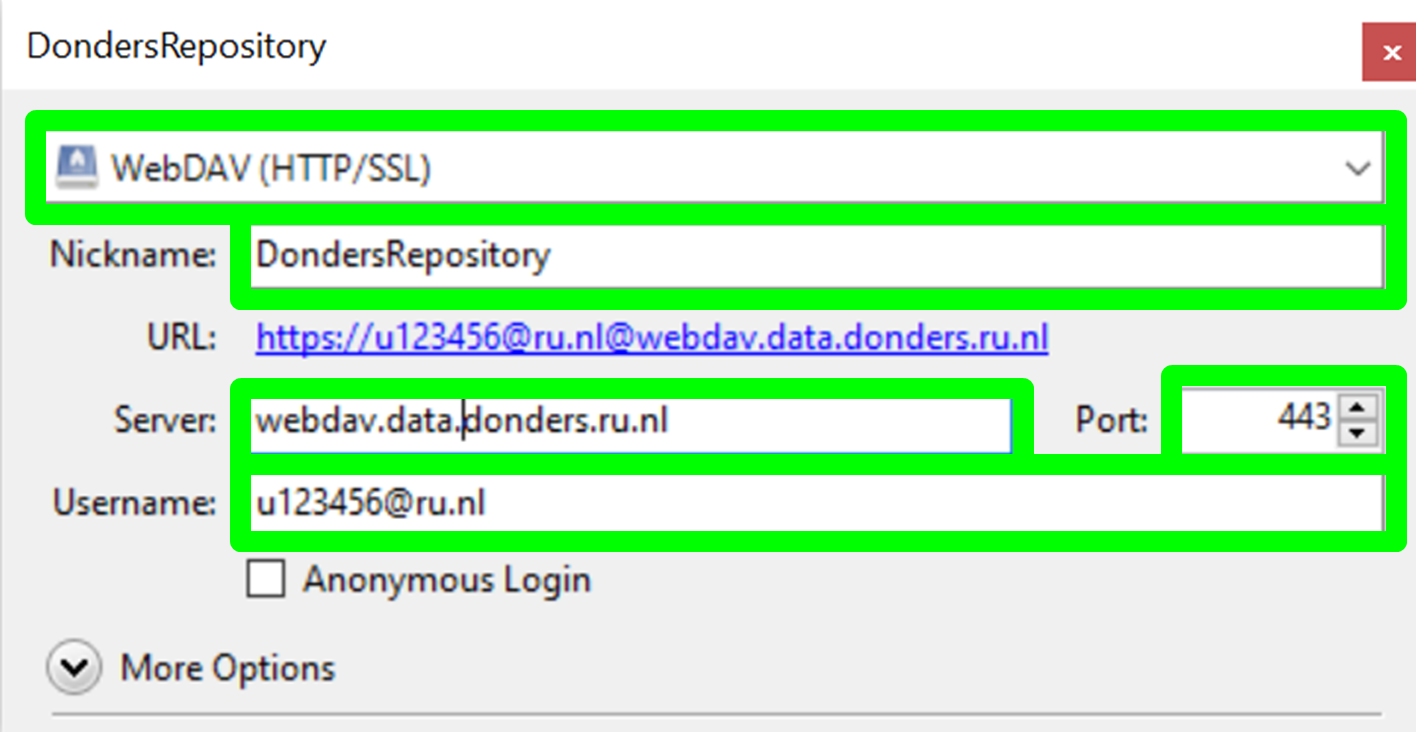 DondersRepository
WebDAV (HTTP/SSL)
Nickname: DondersRepository
URL: https://u123456@ru.nl@webdav.data.donders.ru.nl
Server: webdav.data.donders.ru.nl Port: 443
Username: u123456@ru.nl
Anonymous Login
More Options